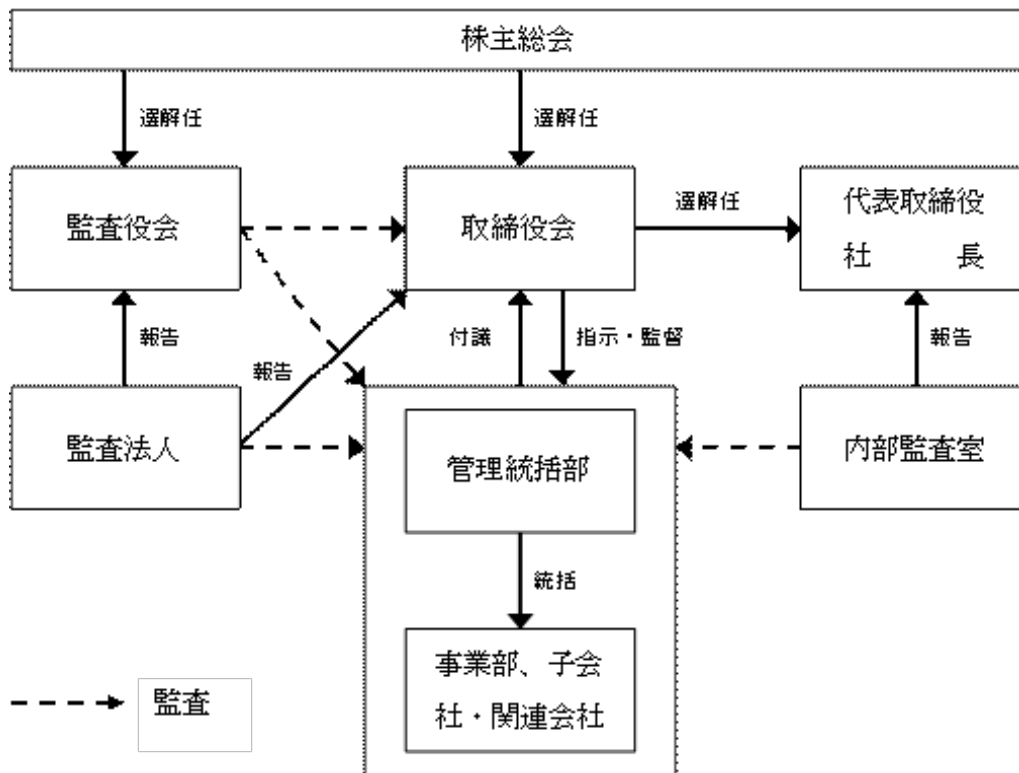 株主総会
選解任
選解任
監査役会
取締役会
選解任
代表取締役
社長
報告
報告
付議
指示・監督
報告
監査法人
管理統括部
内部監査室
統括
事業部、子会
社・関連会社
監査